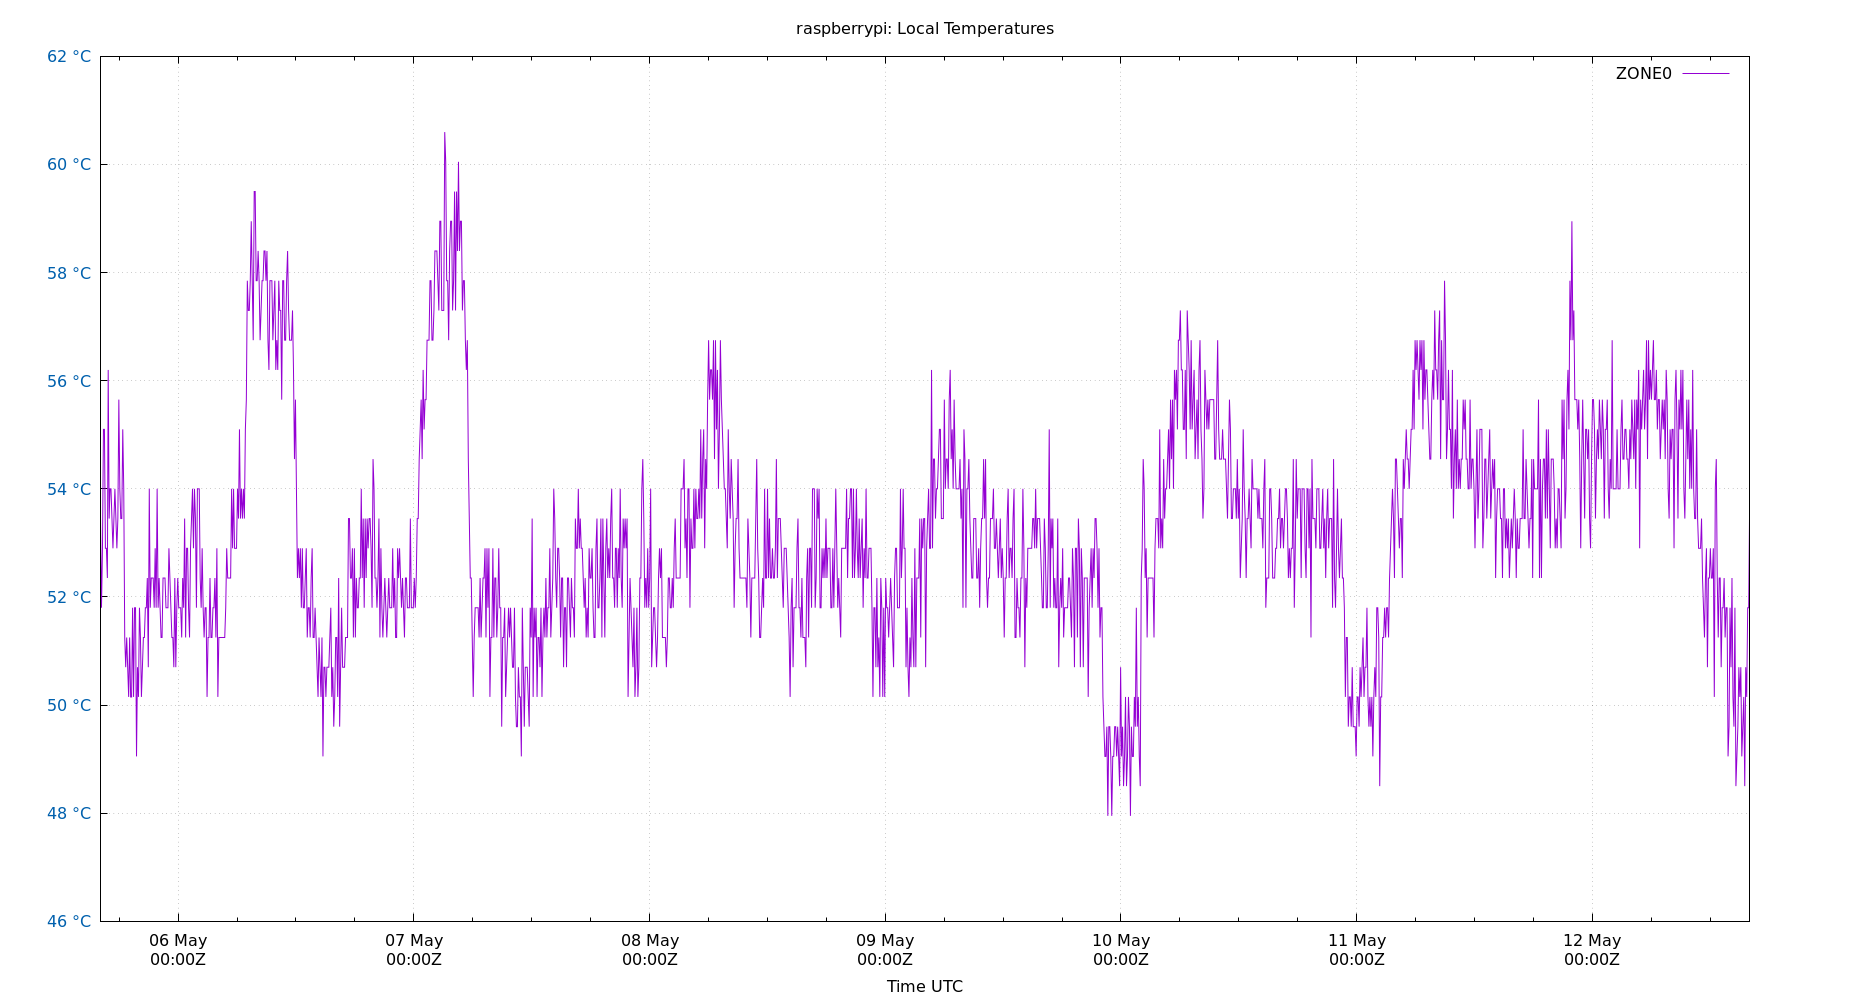 raspberrypi: Local Temperatures
62 °C
ZONE0
60 °C
58 °C
56 °C
54 °C
52 °C
50 °C
48 °C
46 °C
06 May 07 May 08 May 09 May 10 May 11 May 12 May
00:00Z 00:00Z 00:00Z 00:00Z 00:00Z 00:00Z 00:00Z
Time UTC